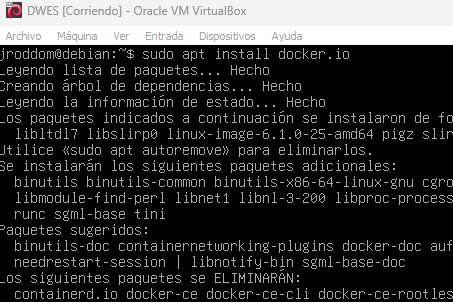 DWES [Corriendo] - Oracle VM VirtualBox
Archivo Máquina Ver Entrada Dispositivos Ayuda
jroddom@debian:~$ sudo apt install docker.io
Leyendo lista de paquetes... Hecho
Creando árbol de dependencias... Hecho
Leyendo la información de estado... Hecho
Los paquetes indicados a continuación se instalaron de fo
libltdl7 libslirp0 linux-image-6.1.0-25-amd64 pigz slir
Utilice «sudo apt autoremove» para eliminarlos.
Se instalarán los siguientes paquetes adicionales:
binutils binutils-common binutils-x86-64-linux-gnu cgro
libmodule-find-perl libnet1 libnl-3-200 libproc-process
runc sgml-base tini
Paquetes sugeridos:
binutils-doc containernetworking-plugins docker-doc auf
needrestart-session | libnotify-bin sgml-base-doc
Los siguientes paquetes se ELIMINARÁN:
containerd.io docker-ce docker-ce-cli docker-ce-rootles